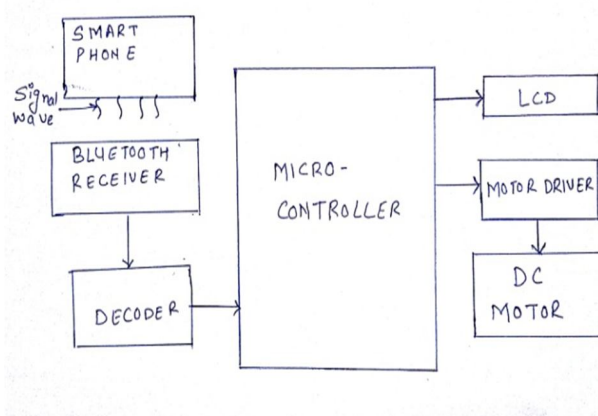 SMART
PHONE
Signal
wave
BLUETOOTH
RECEIVER
DECODER
MICRO-
CONTROLLER
LCD
MOTOR DRIVER
DC
MOTOR